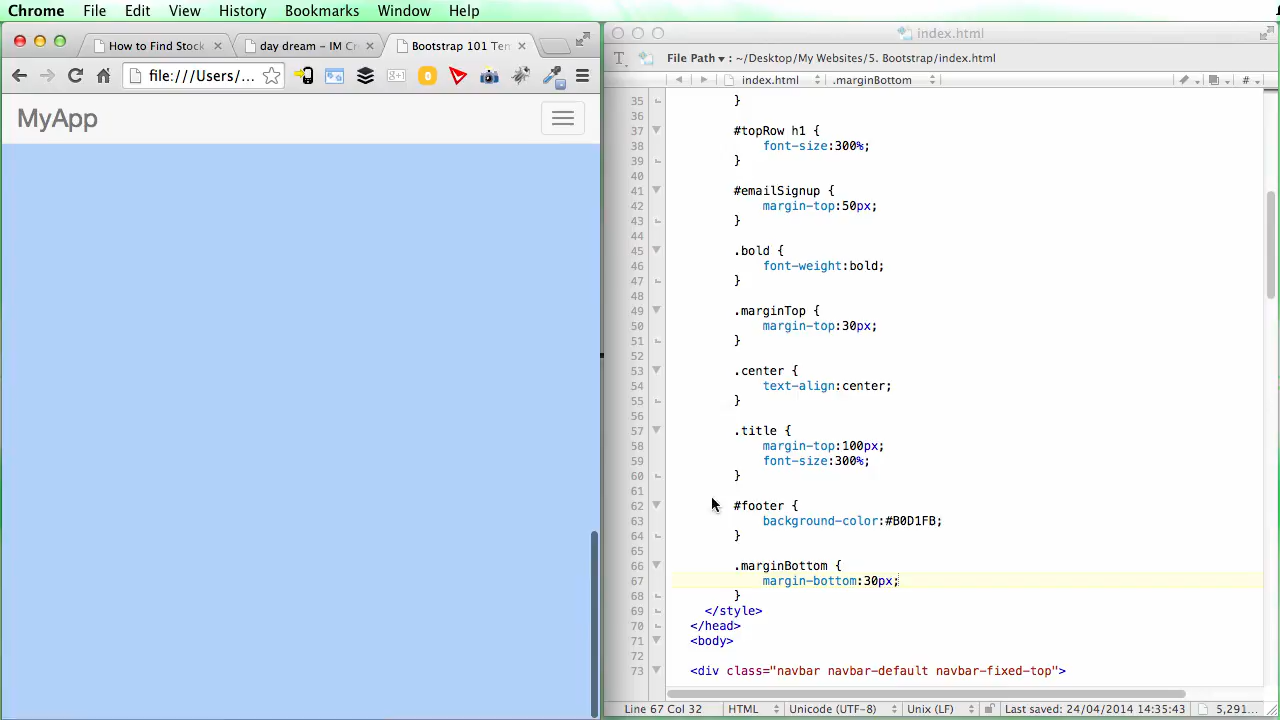 Chrome File Edit View History Bookmarks Window Help
How to Find Stoc
day dream – IM Cr
Bootstrap 101 Tem
file:///Users/...
MyApp
index.html
File Path ▾ : ~/Desktop/My Websites/5. Bootstrap/index.html
index.html .marginBottom #
35 }
36
37 #topRow h1 {
38 font-size:300%;
39 }
40
41 #emailSignup {
42 margin-top:50px;
43 }
44
45 .bold {
46 font-weight:bold;
47 }
48
49 .marginTop {
50 margin-top:30px;
51 }
52
53 .center {
54 text-align:center;
55 }
56
57 .title {
58 margin-top:100px;
59 font-size:300%;
60 }
61
62 #footer {
63 background-color:#B0D1FB;
64 }
65
66 .marginBottom {
67 margin-bottom:30px;
68 }
69 </style>
70 </head>
71 <body>
72
73 <div class="navbar navbar-default navbar-fixed-top">
Line 67 Col 32 HTML Unicode (UTF-8) Unix (LF) Last saved: 24/04/2014 14:35:43 5,291...